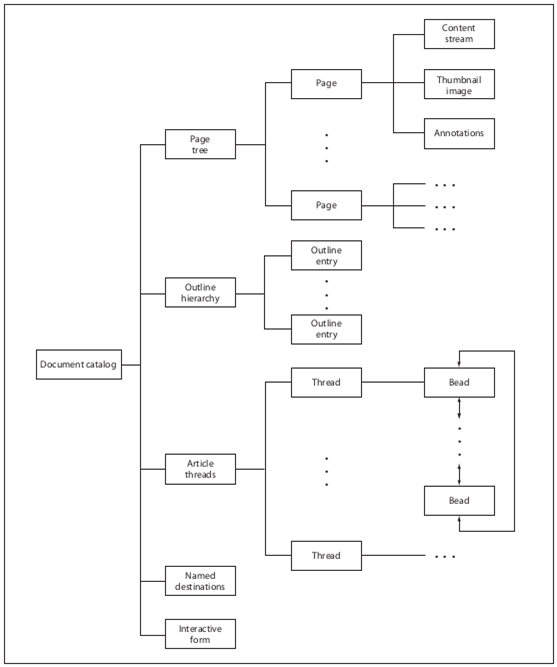 Content
stream
Page
Thumbnail
image
Annotations
Page
tree
. . .
Page
. . .
. . .
. . .
. . .
Outline
entry
Outline
hierarchy
. . .
Outline
entry
Document catalog
Thread
Bead
. . .
Article
threads
. . .
Bead
Thread
. . .
Named
destinations
Interactive
form